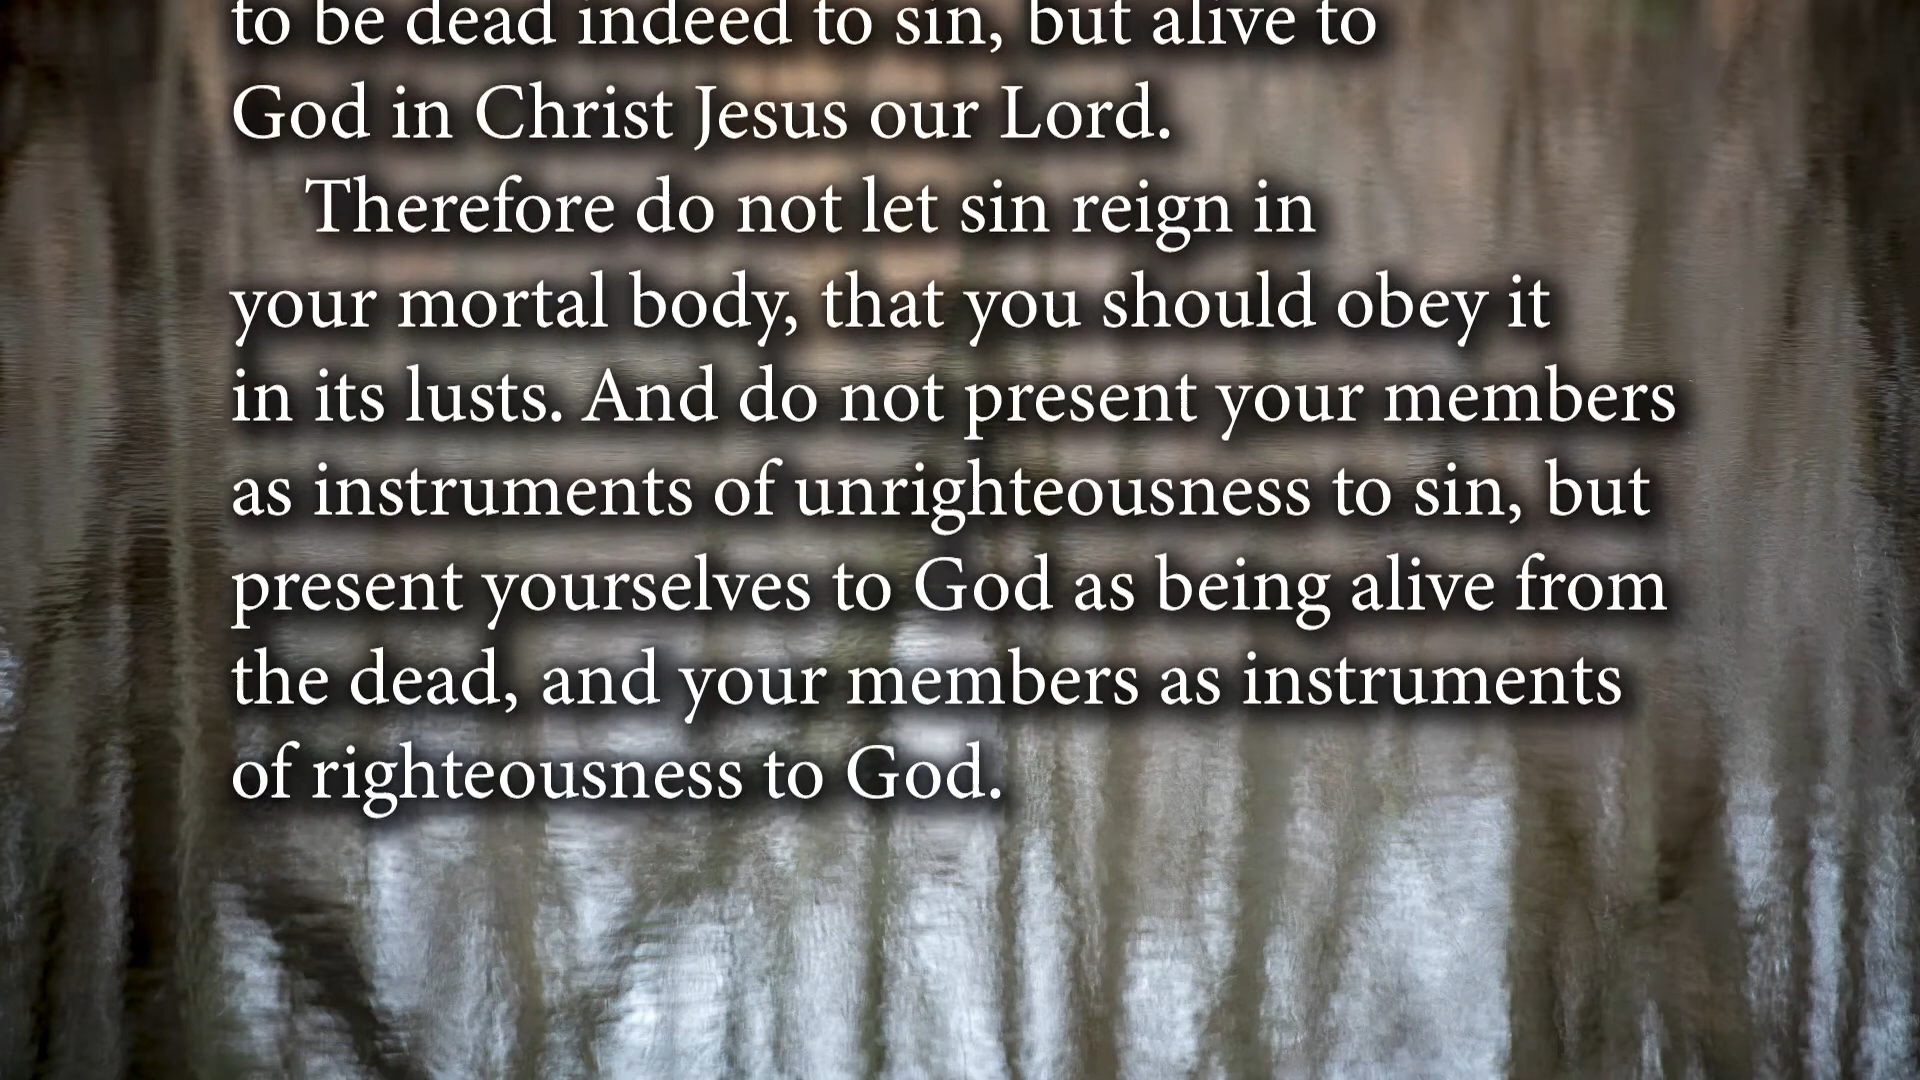 to be dead indeed to sin, but alive to
God in Christ Jesus our Lord.
Therefore do not let sin reign in
your mortal body, that you should obey it
in its lusts. And do not present your members
as instruments of unrighteousness to sin, but
present yourselves to God as being alive from
the dead, and your members as instruments
of righteousness to God.